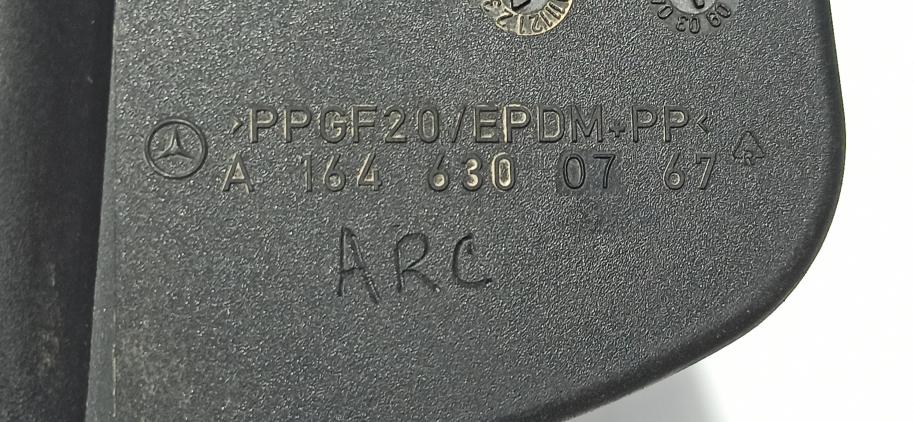 >PPGF20/EPDM+PP<
A 164 630 07 67
R
ARC